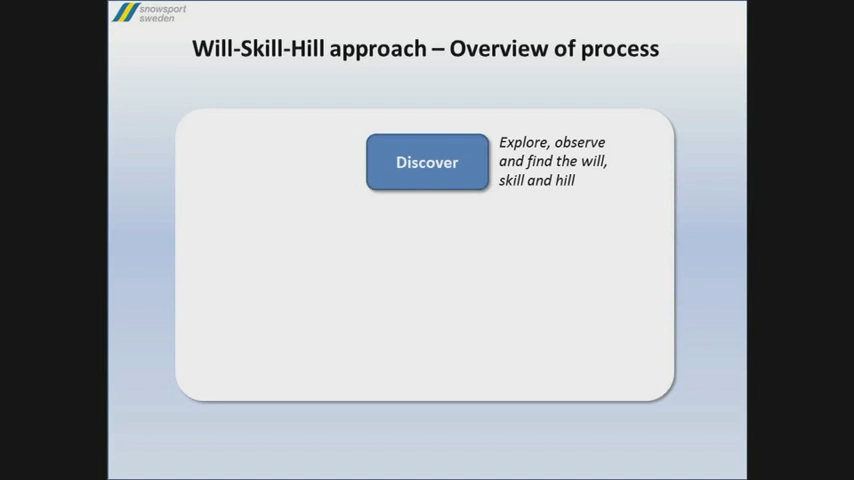 snowsport
sweden
Will-Skill-Hill approach – Overview of process
Discover
Explore, observe
and find the will,
skill and hill